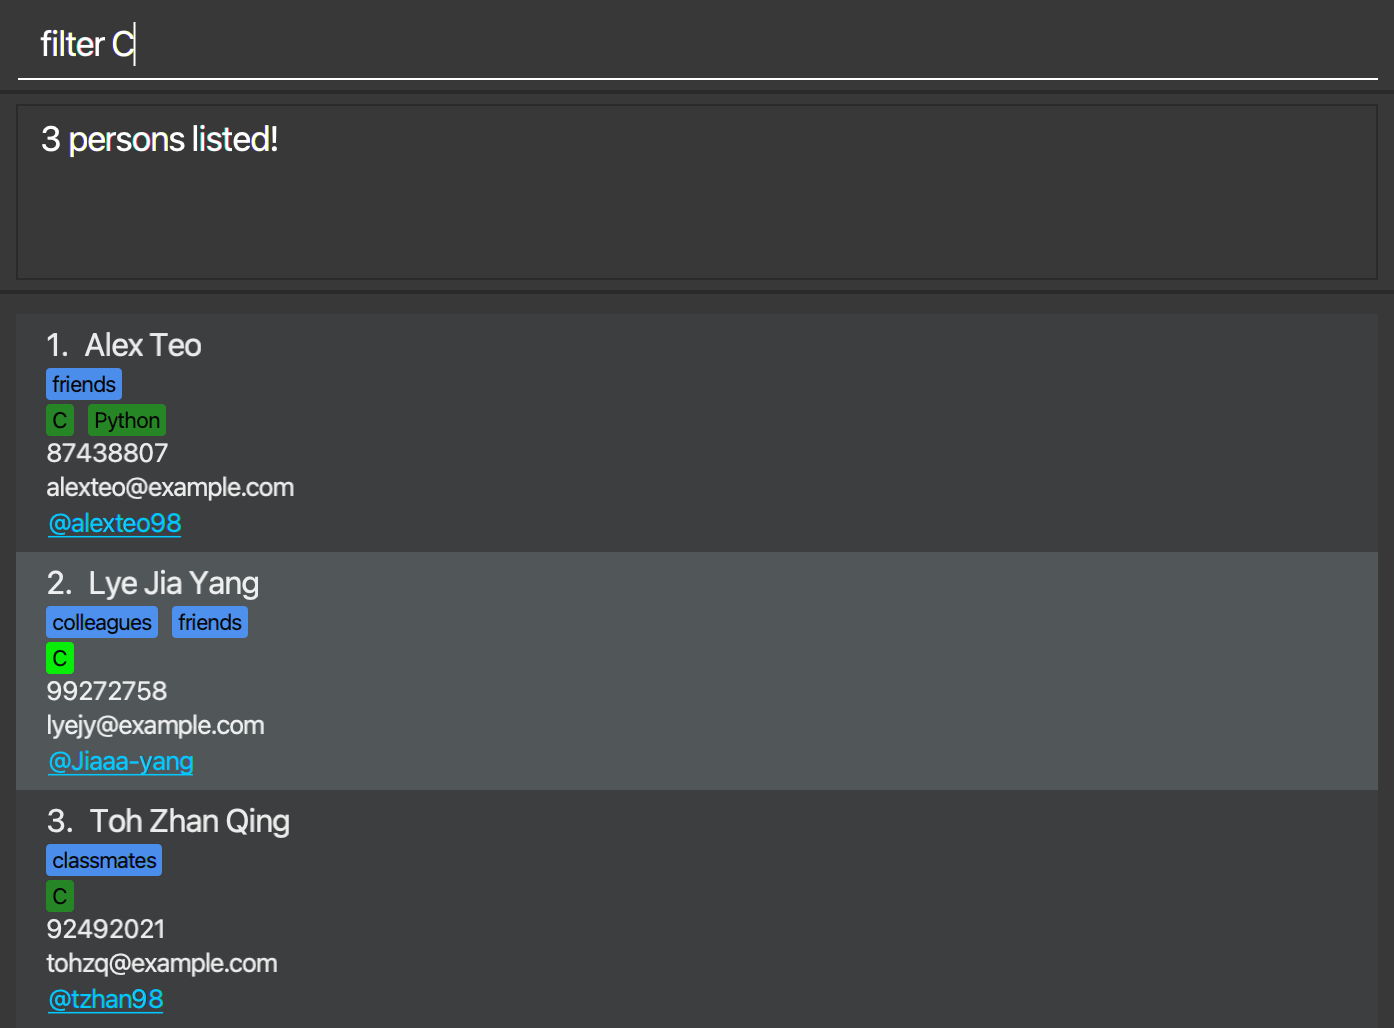 filter C
3 persons listed!
1. Alex Teo
friends
C Python
87438807
alexteo@example.com
@alexteo98
2. Lye Jia Yang
colleagues friends
C
99272758
lyejy@example.com
@Jiaaa-yang
3. Toh Zhan Qing
classmates
C
92492021
tohzq@example.com
@tzhan98